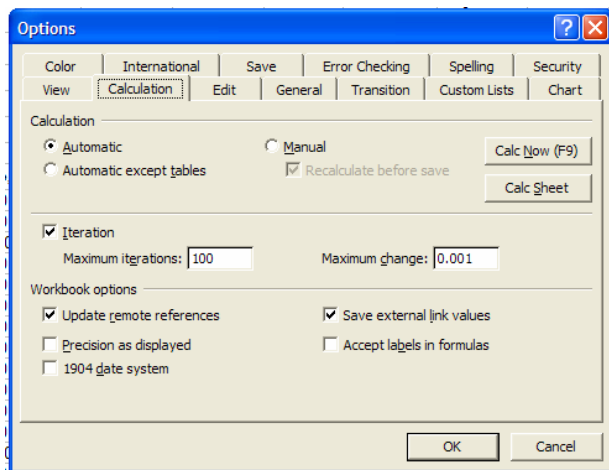 Options
Color International Save Error Checking Spelling Security
View Calculation Edit General Transition Custom Lists Chart
Calculation
Automatic Manual Calc Now (F9)
Automatic except tables Recalculate before save
Calc Sheet
Iteration
Maximum iterations: 100 Maximum change: 0.001
Workbook options
Update remote references Save external link values
Precision as displayed Accept labels in formulas
1904 date system
OK Cancel